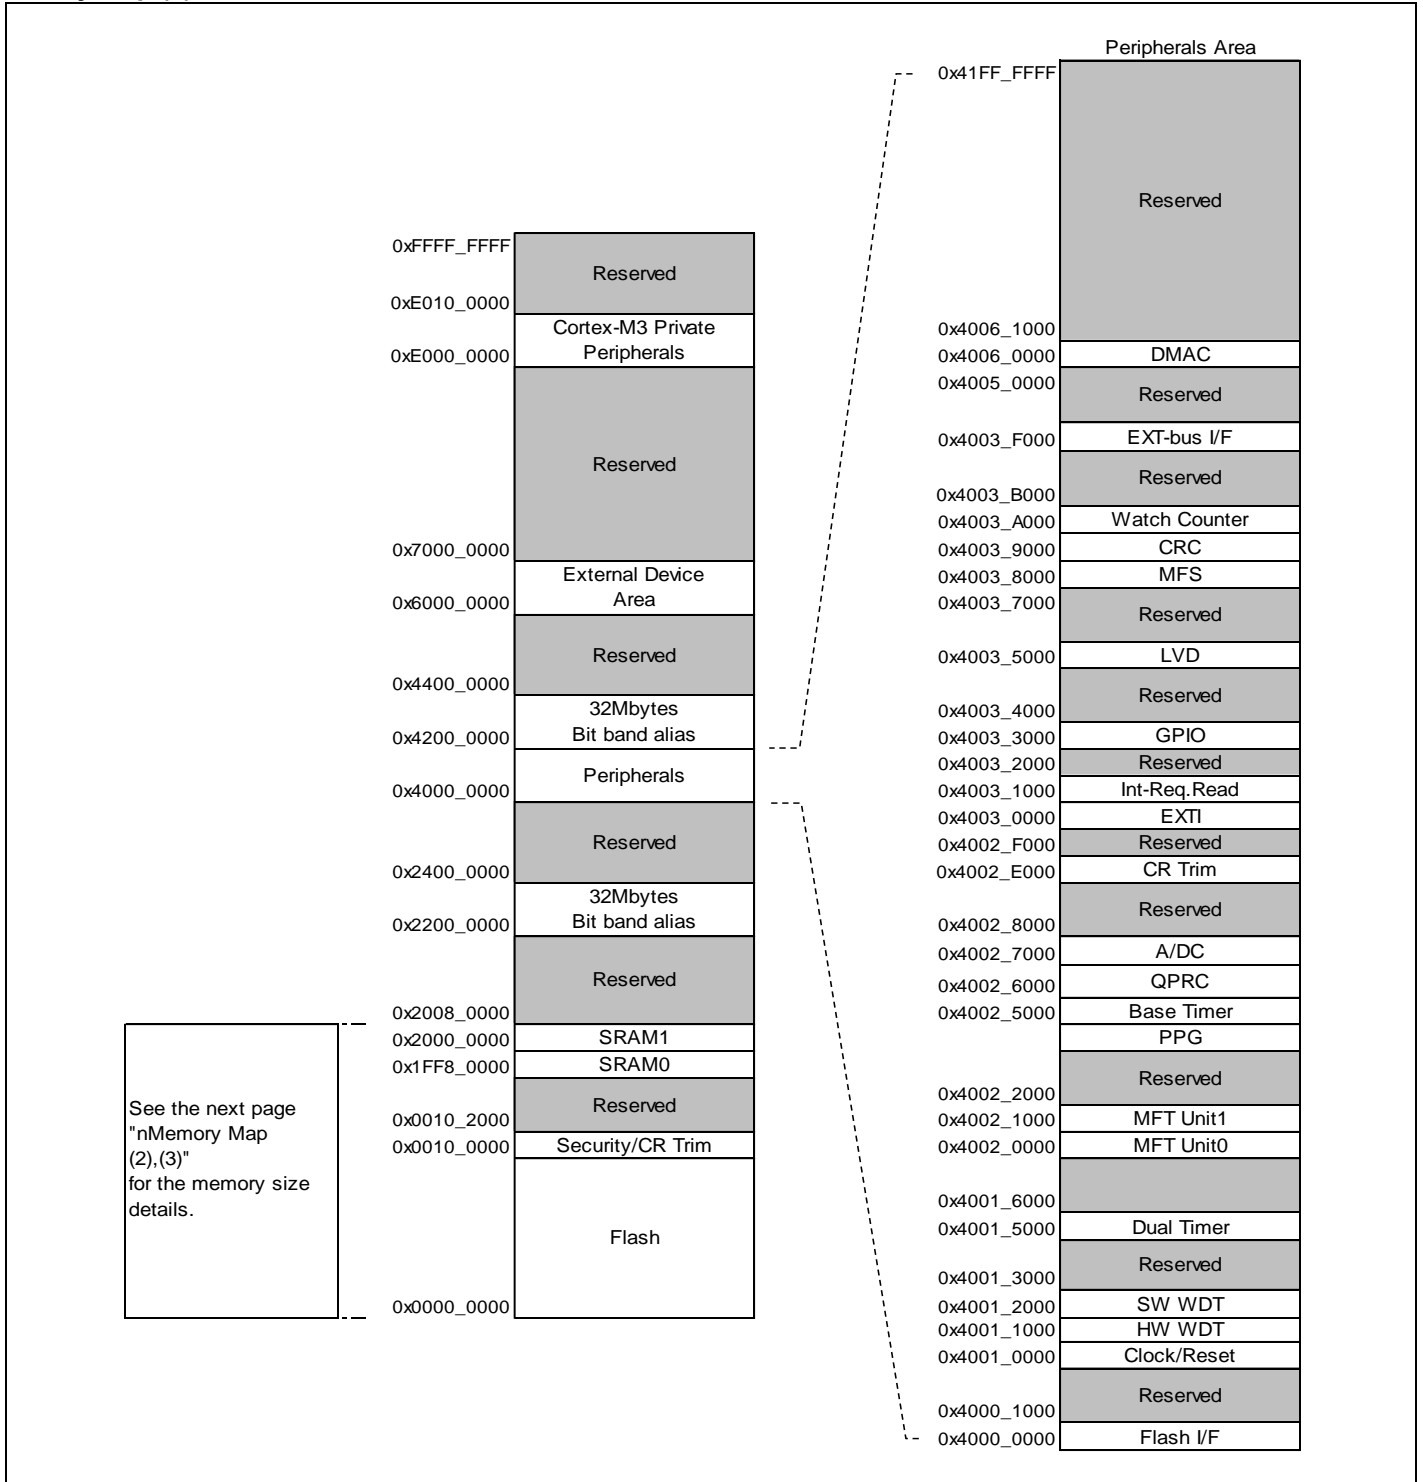 Peripherals Area
0x41FF_FFFF
Reserved
0x4006_1000
0x4006_0000 DMAC
0x4005_0000
Reserved
0x4003_F000 EXT-bus I/F
Reserved
0x4003_B000
0x4003_A000 Watch Counter
0x4003_9000 CRC
0x4003_8000 MFS
0x4003_7000
Reserved
0x4003_5000 LVD
Reserved
0x4003_4000
0x4003_3000 GPIO
0x4003_2000 Reserved
0x4003_1000 Int-Req.Read
0x4003_0000 EXTI
0x4002_F000 Reserved
0x4002_E000 CR Trim
Reserved
0x4002_8000
0x4002_7000 A/DC
0x4002_6000 QPRC
0x4002_5000 Base Timer
PPG
Reserved
0x4002_2000
0x4002_1000 MFT Unit1
0x4002_0000 MFT Unit0
0x4001_6000
0x4001_5000 Dual Timer
Reserved
0x4001_3000
0x4001_2000 SW WDT
0x4001_1000 HW WDT
0x4001_0000 Clock/Reset
Reserved
0x4000_1000
0x4000_0000 Flash I/F
0xFFFF_FFFF
Reserved
0xE010_0000
Cortex-M3 Private
0xE000_0000 Peripherals
Reserved
0x7000_0000
External Device
0x6000_0000 Area
Reserved
0x4400_0000
32Mbytes
0x4200_0000 Bit band alias
Peripherals
0x4000_0000
Reserved
0x2400_0000
32Mbytes
0x2200_0000 Bit band alias
Reserved
0x2008_0000
0x2000_0000 SRAM1
0x1FF8_0000 SRAM0
Reserved
0x0010_2000
0x0010_0000 Security/CR Trim
Flash
0x0000_0000
See the next page
"nMemory Map
(2),(3)"
for the memory size
details.